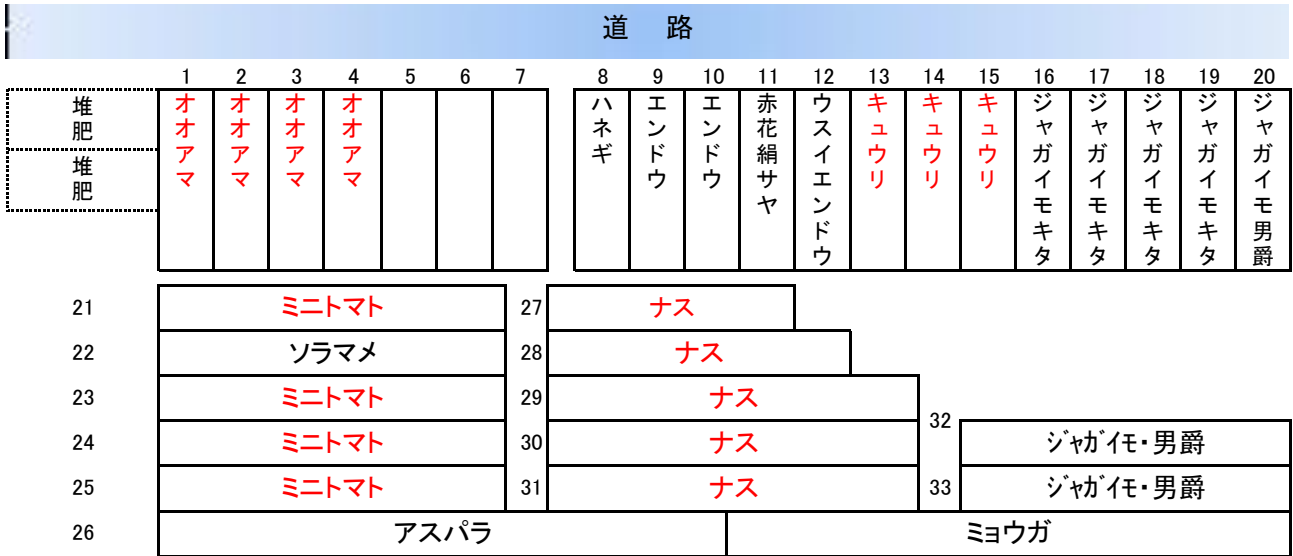 道 路
1 2 3 4 5 6 7 8 9 10 11 12 13 14 15 16 17 18 19 20
堆肥
堆肥
オオアマ
オオアマ
オオアマ
オオアマ
ハネギ
エンドウ
エンドウ
赤花絹サヤ
ウスイエンドウ
キュウリ
キュウリ
キュウリ
ジャガイモキタ
ジャガイモキタ
ジャガイモキタ
ジャガイモキタ
ジャガイモ男爵
21 ミニトマト 27 ナス
22 ソラマメ 28 ナス
23 ミニトマト 29 ナス
32
24 ミニトマト 30 ナス ジャガイモ・男爵
25 ミニトマト 31 ナス 33 ジャガイモ・男爵
26 アスパラ ミョウガ